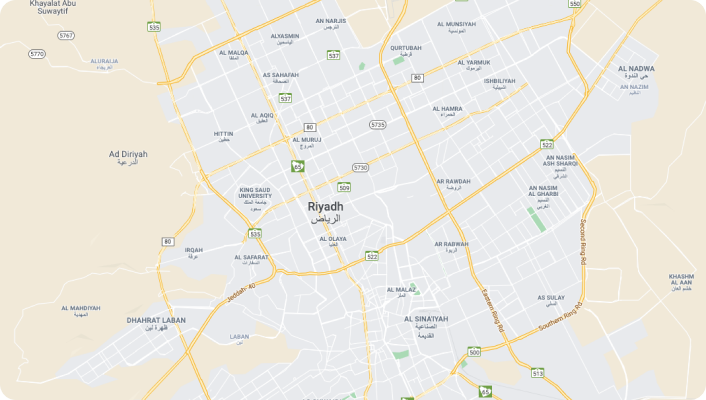 Khayalat Abu
Suwaytif
5767
5770
ALURAIJA
العريجاء
535
AN NARJIS
النرجس
ALYASMIN
الياسمين
AL MALQA
الملقا
537
AS SAHAFAH
الصحافة
537
QURTUBAH
قرطبة
AL MUNSIYAH
المونسية
550
AL YARMUK
اليرموك
80
ISHBILIYAH
اشبيلية
AL NADWA
حي الندوة
AN NAZIM
النظيم
AL AQIQ
العقيق
AL HAMRA
الحمراء
HITTIN
حطين
80
5735
AL MURUJ
المروج
522
Ad Diriyah
الدرعية
65
5730
AN NASIM
ASH SHARQI
النسيم
الشرقي
KING SAUD
UNIVERSITY
جامعة الملك
سعود
509
AR RAWDAH
الروضة
AN NASIM
AL GHARBI
النسيم
الغربي
Riyadh
الرياض
535
80
IRQAH
عرقة
AL OLAYA
العليا
AL SAFARAT
السفارات
522
AR RABWAH
الربوة
Second Ring Rd
Jeddah- 40
AL MALAZ
الملز
Eastern Ring Rd
KHASHM
AL AAN
خشم العان
AS SULAY
السلي
AL MAHDIYAH
المهدية
DHAHRAT LABAN
ظهرة لبن
LABAN
لبن
AL SINA'IYAH
الصناعية
القديمة
Southern Ring Rd
500
513
65